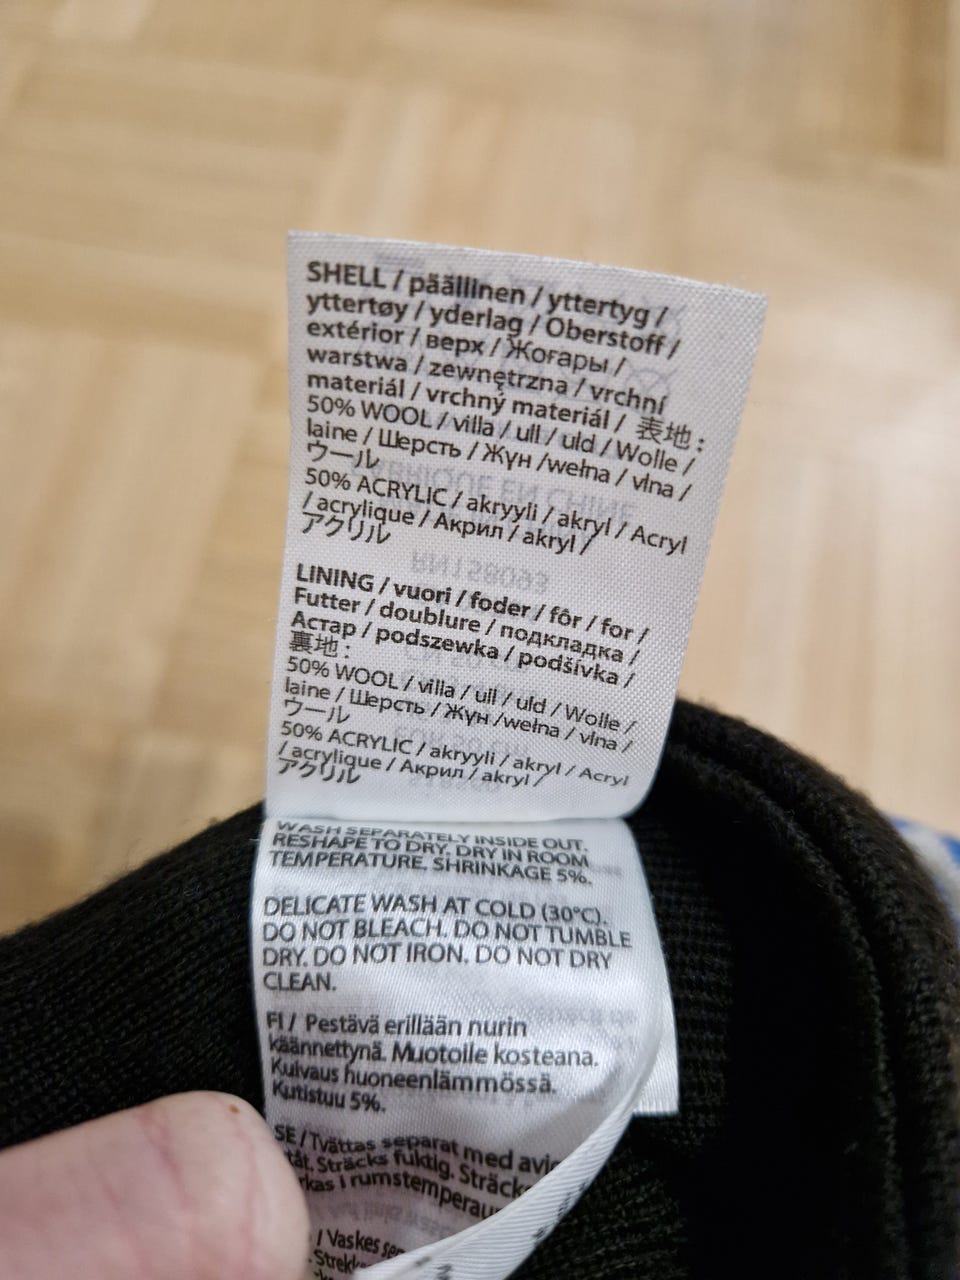 SHELL / päällinen / yttertyg /
yttertøy / yderlag / Oberstoff /
extérior / верх / Жоғары /
warstwa / zewnętrzna / vrchní
materiál / vrchný materiál / 表地 :
50% WOOL / villa / ull / uld / Wolle /
laine / Шерсть / Жүн /wełna / vlna /
ウール
50% ACRYLIC / akryyli / akryl / Acryl
/ acrylique / Акрил / akryl /
アクリル
LINING / vuori / foder / fôr / for /
Futter / doublure / подкладка /
Астар / podszewka / podšívka /
裏地 :
50% WOOL / villa / ull / uld / Wolle /
laine / Шерсть / Жүн /wełna / vlna /
ウール
50% ACRYLIC / akryyli / akryl / Acryl
/ acrylique / Акрил / akryl /
アクリル
WASH SEPARATELY INSIDE OUT.
RESHAPE TO DRY. DRY IN ROOM
TEMPERATURE. SHRINKAGE 5%.
DELICATE WASH AT COLD (30°C).
DO NOT BLEACH. DO NOT TUMBLE
DRY. DO NOT IRON. DO NOT DRY
CLEAN.
FI / Pestävä erillään nurin
käännettynä. Muotoile kosteana.
Kuivaus huoneenlämmössä.
Kutistuu 5%.
SE / Tvättas separat med avig
Sträcks fuktig.
i
/ Vaskes